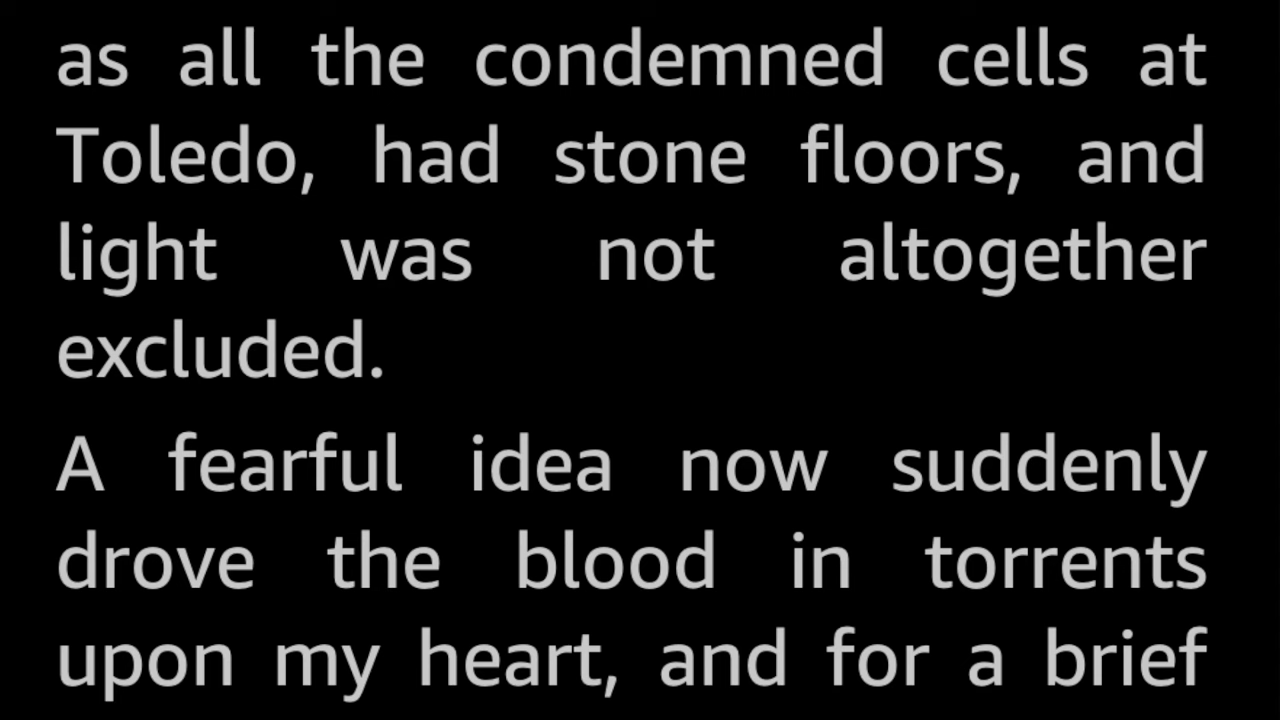 as all the condemned cells at
Toledo, had stone floors, and
light was not altogether
excluded.
A fearful idea now suddenly
drove the blood in torrents
upon my heart, and for a brief